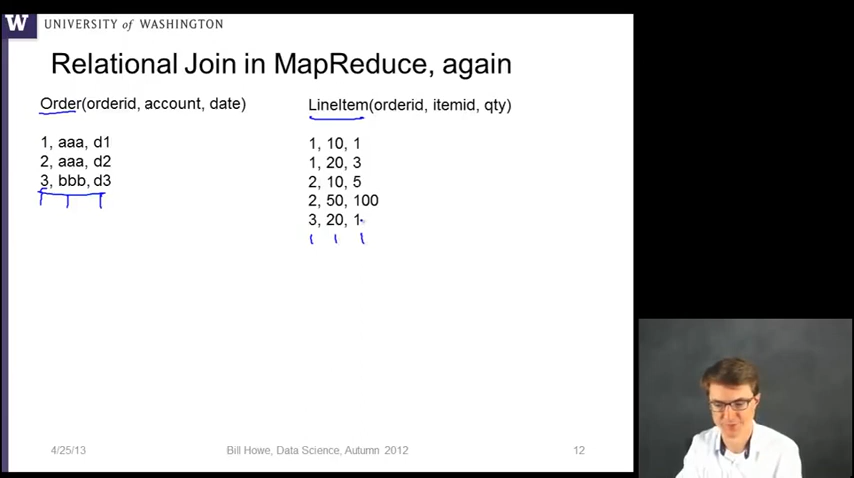 W UNIVERSITY of WASHINGTON
Relational Join in MapReduce, again
Order(orderid, account, date)
1, aaa, d1
2, aaa, d2
3, bbb, d3
LineItem(orderid, itemid, qty)
1, 10, 1
1, 20, 3
2, 10, 5
2, 50, 100
3, 20, 1
4/25/13
Bill Howe, Data Science, Autumn 2012
12